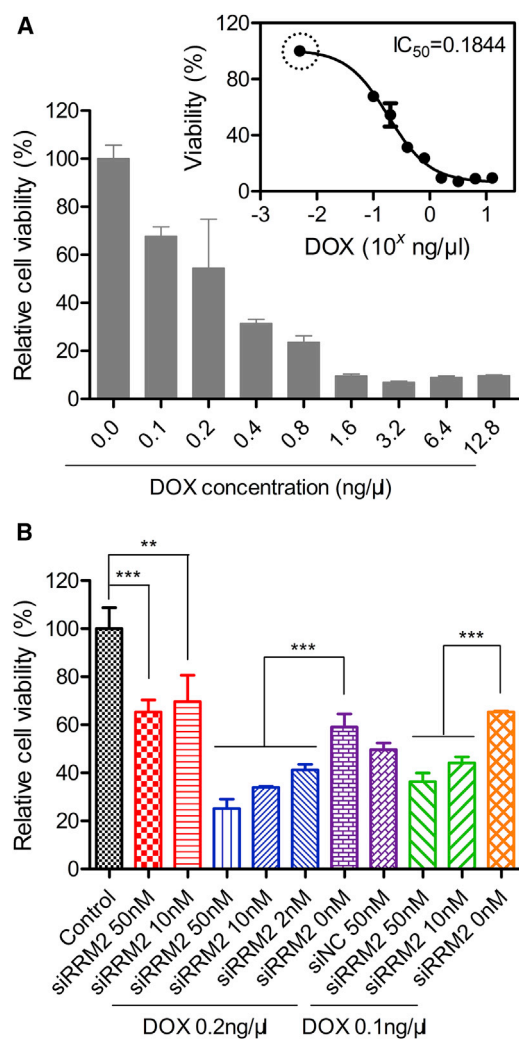 A
120
100
80
60
40
20
0
Relative cell viability (%)
0.0 0.1 0.2 0.4 0.8 1.6 3.2 6.4 12.8
DOX concentration (ng/µl)
120
80
40
0
Viability (%)
IC50=0.1844
-3 -2 -1 0 1
DOX (10^x ng/µl)
B
120
100
80
60
40
20
0
Relative cell viability (%)
**
***
***
***
Control
siRRM2 50nM
siRRM2 10nM
siRRM2 50nM
siRRM2 10nM
siRRM2 2nM
siRRM2 0nM
siNC 50nM
siRRM2 50nM
siRRM2 10nM
siRRM2 0nM
DOX 0.2ng/µl DOX 0.1ng/µl